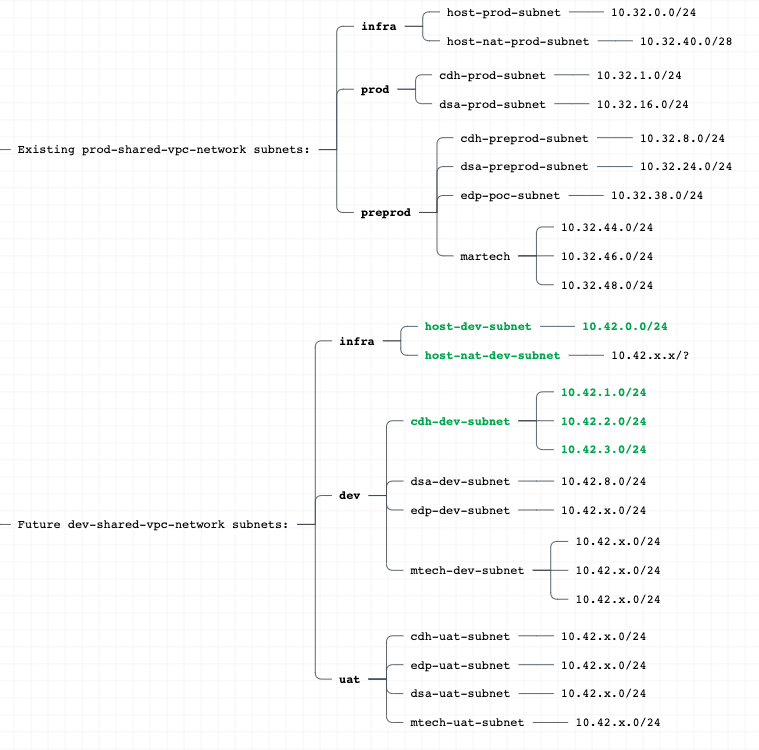 infra
host-prod-subnet 10.32.0.0/24
host-nat-prod-subnet 10.32.40.0/28
prod
cdh-prod-subnet 10.32.1.0/24
dsa-prod-subnet 10.32.16.0/24
Existing prod-shared-vpc-network subnets:
preprod
cdh-preprod-subnet 10.32.8.0/24
dsa-preprod-subnet 10.32.24.0/24
edp-poc-subnet 10.32.38.0/24
martech
10.32.44.0/24
10.32.46.0/24
10.32.48.0/24
infra
host-dev-subnet 10.42.0.0/24
host-nat-dev-subnet 10.42.x.x/?
dev
cdh-dev-subnet
10.42.1.0/24
10.42.2.0/24
10.42.3.0/24
dsa-dev-subnet 10.42.8.0/24
edp-dev-subnet 10.42.x.0/24
Future dev-shared-vpc-network subnets:
mtech-dev-subnet
10.42.x.0/24
10.42.x.0/24
10.42.x.0/24
uat
cdh-uat-subnet 10.42.x.0/24
edp-uat-subnet 10.42.x.0/24
dsa-uat-subnet 10.42.x.0/24
mtech-uat-subnet 10.42.x.0/24